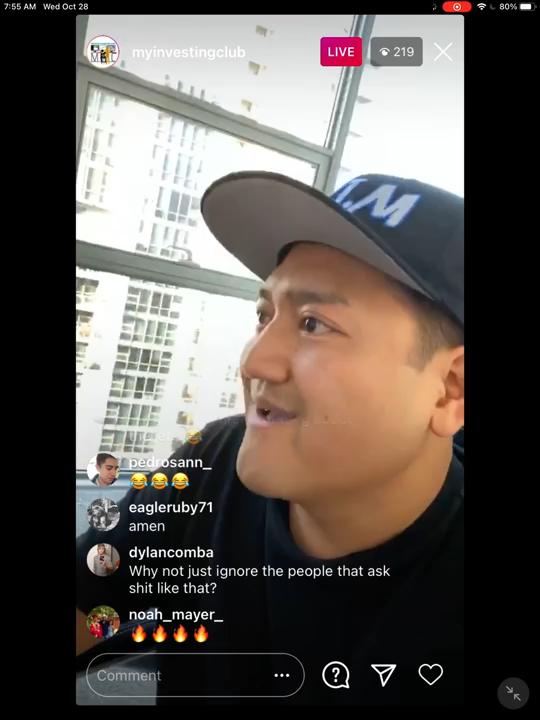 7:55 AM Wed Oct 28
80%
myinvestingclub
LIVE
219
pedrosann_
😂😂😂
eagleruby71
amen
dylancomba
Why not just ignore the people that ask
shit like that?
noah_mayer_
🔥🔥🔥🔥
Comment